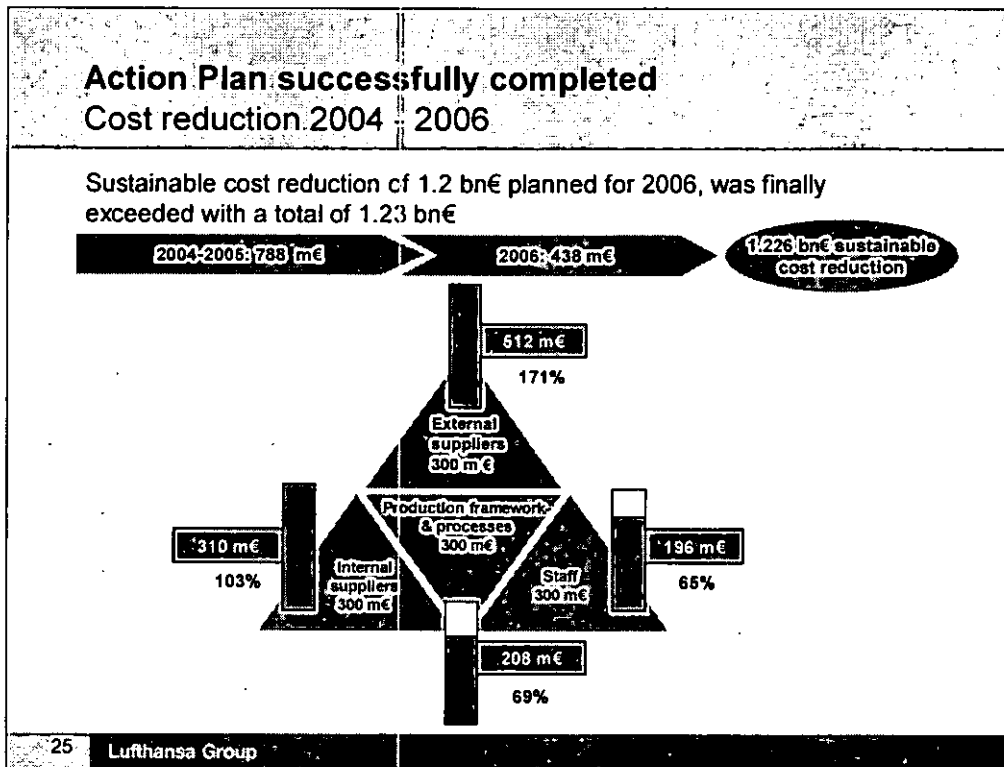 Action Plan successfully completed
Cost reduction 2004 - 2006
Sustainable cost reduction of 1.2 bn€ planned for 2006, was finally
exceeded with a total of 1.23 bn€
2004-2005: 788 m€
2006: 438 m€
1.226 bn€ sustainable
cost reduction
512 m€
171%
External
suppliers
300 m€
Production framework
& processes
300 m€
310 m€
103%
Internal
suppliers
300 m€
Staff
300 m€
196 m€
65%
208 m€
69%
25
Lufthansa Group